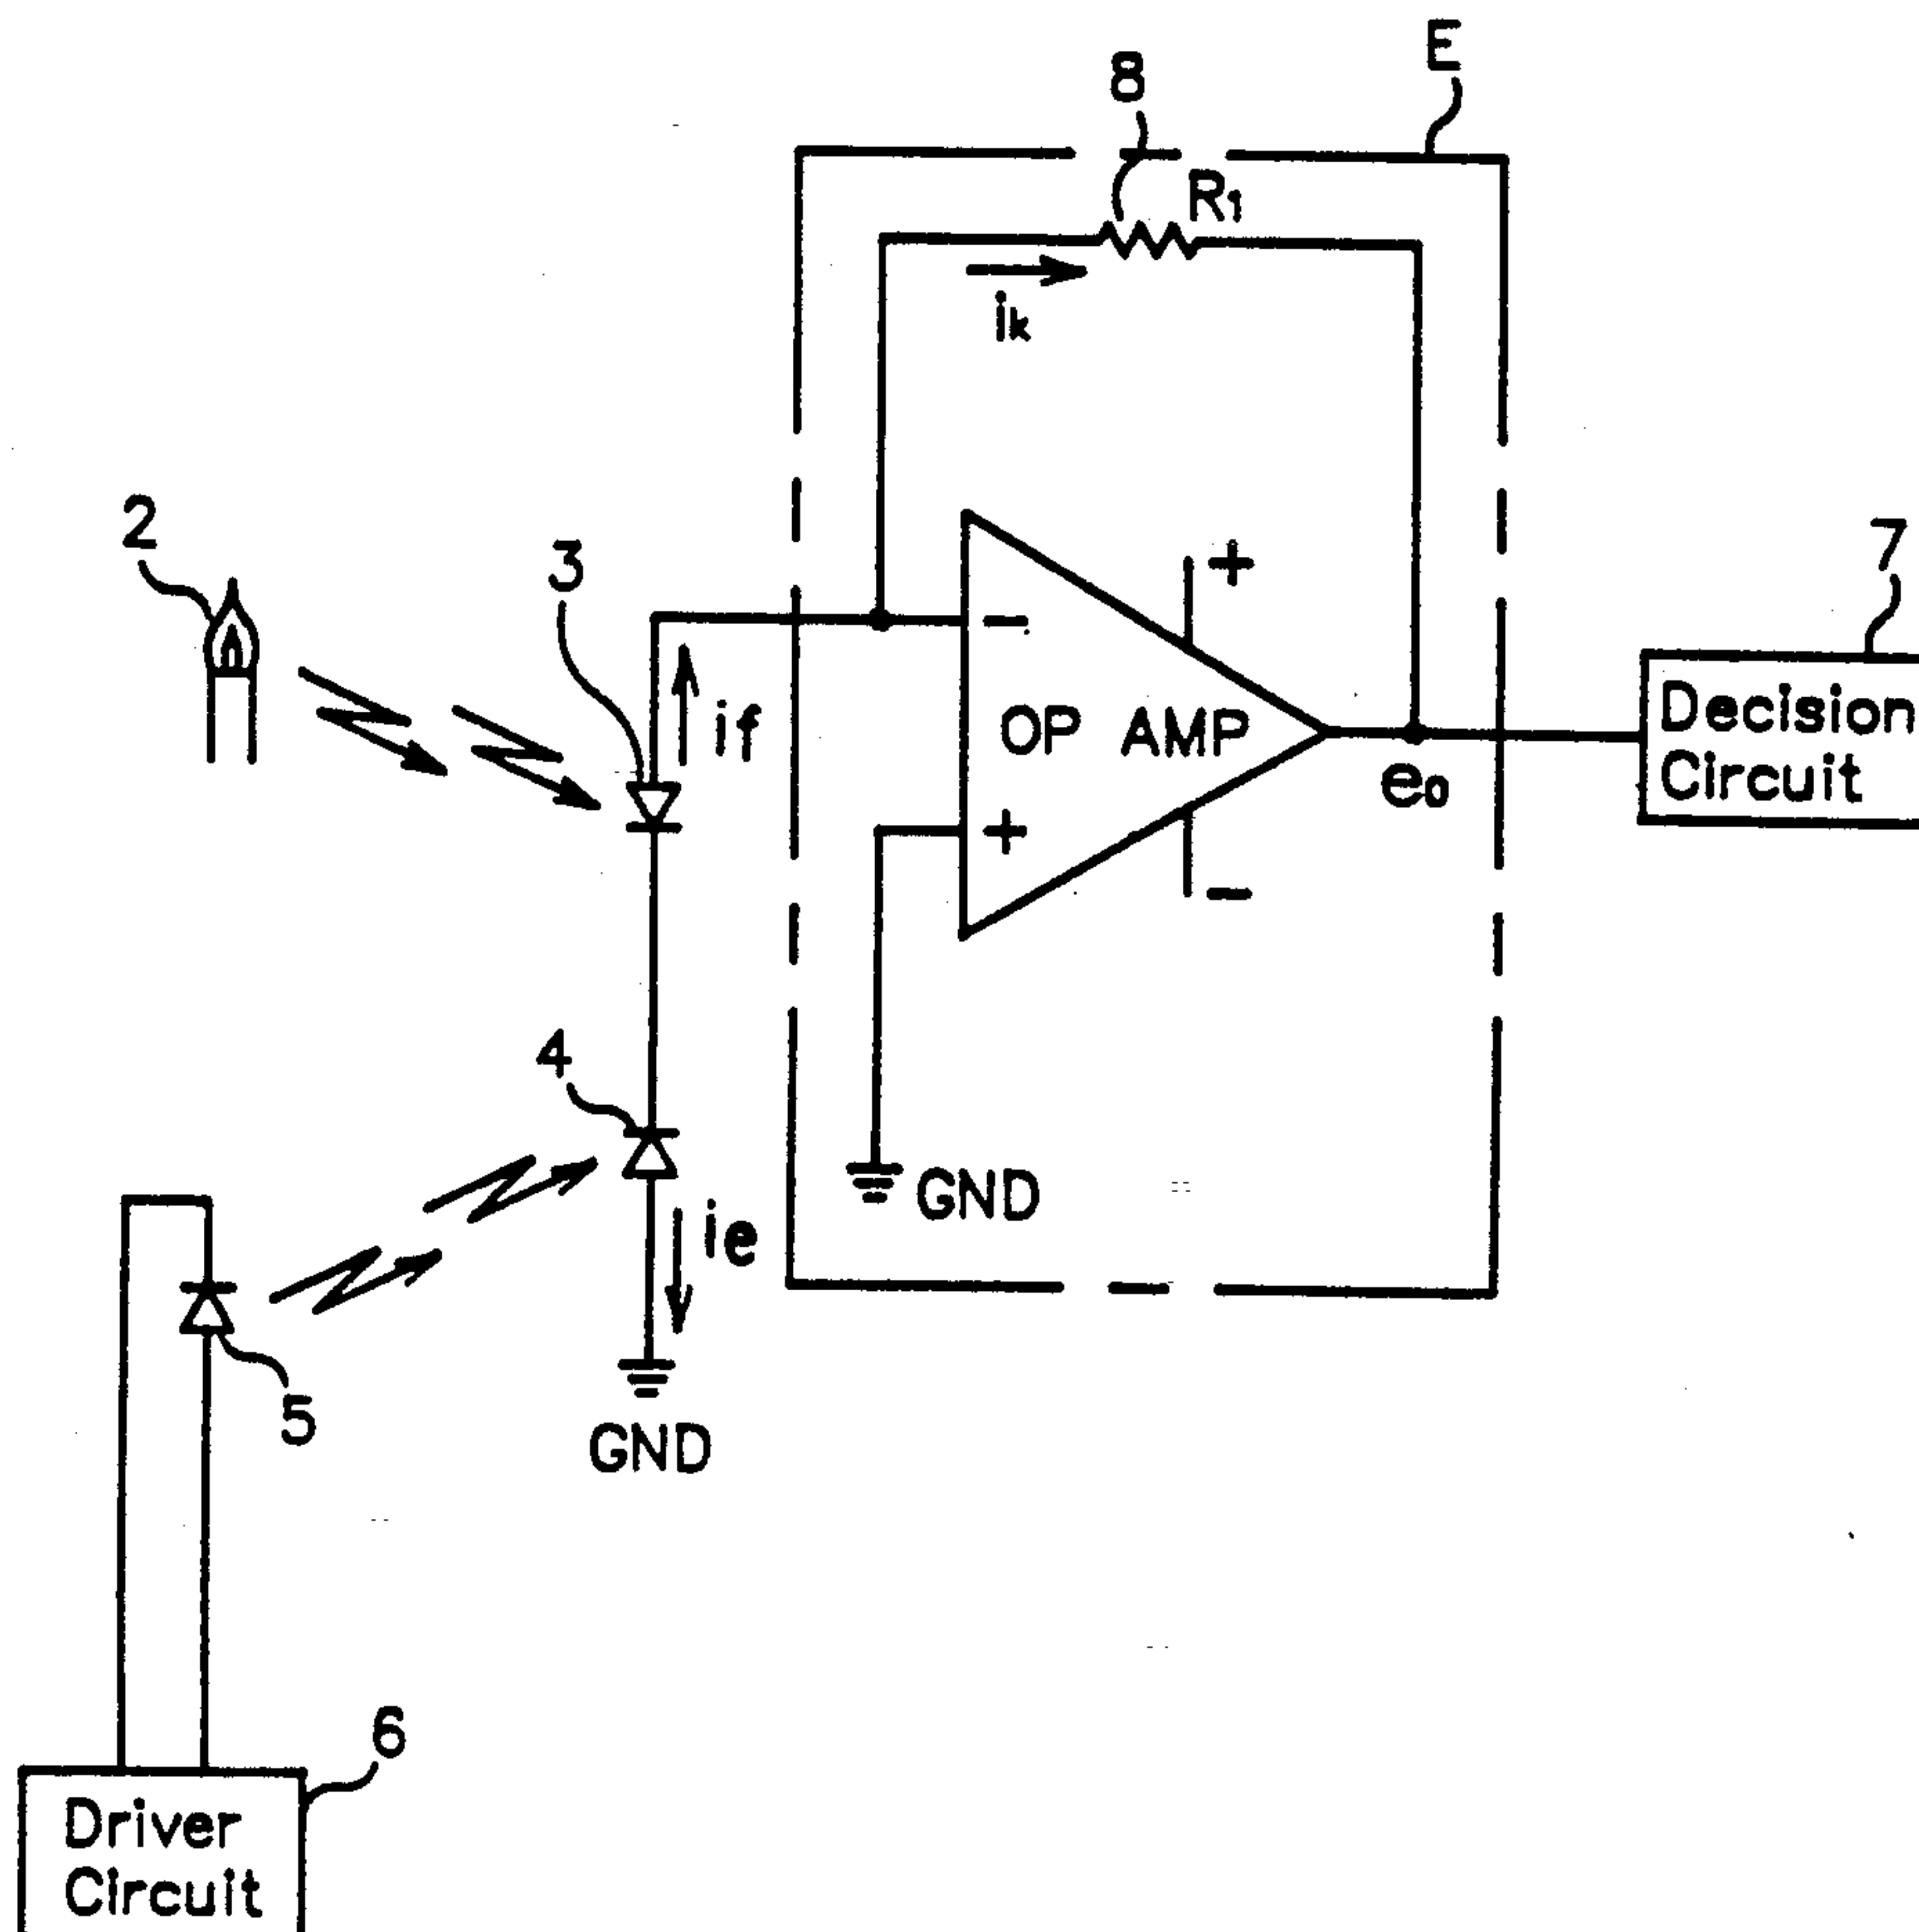 E
8
R1
ik
2
3
7
+
−
if
OP AMP
Decision
Circuit
eo
+
−
4
GND
ie
5
GND
6
Driver
Circuit